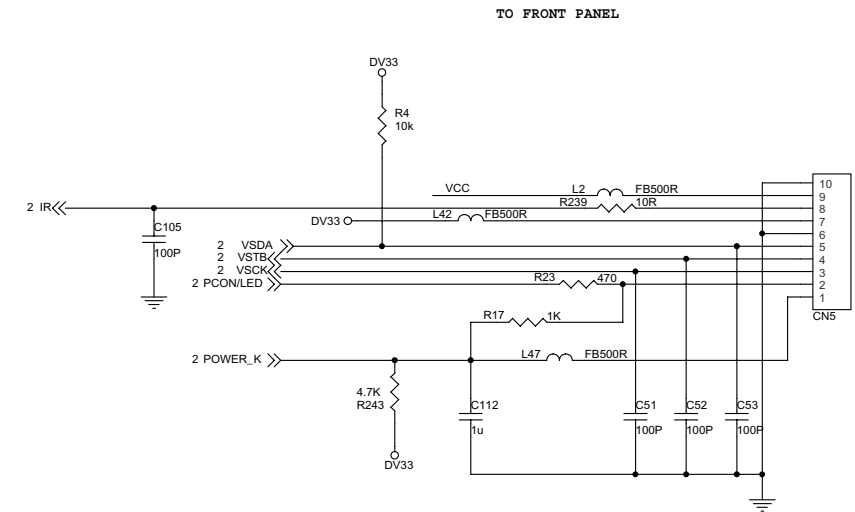 TO FRONT PANEL
DV33
R4
10k
VCC
L2
FB500R
10
9
8
7
6
5
4
3
2
1
CN5
2 IR
R239
10R
C105
100P
DV33
L42
FB500R
2 VSDA
2 VSTB
2 VSCK
2 PCON/LED
R23
470
R17
1K
2 POWER_K
L47
FB500R
4.7K
R243
DV33
C112
1u
C51
100P
C52
100P
C53
100P